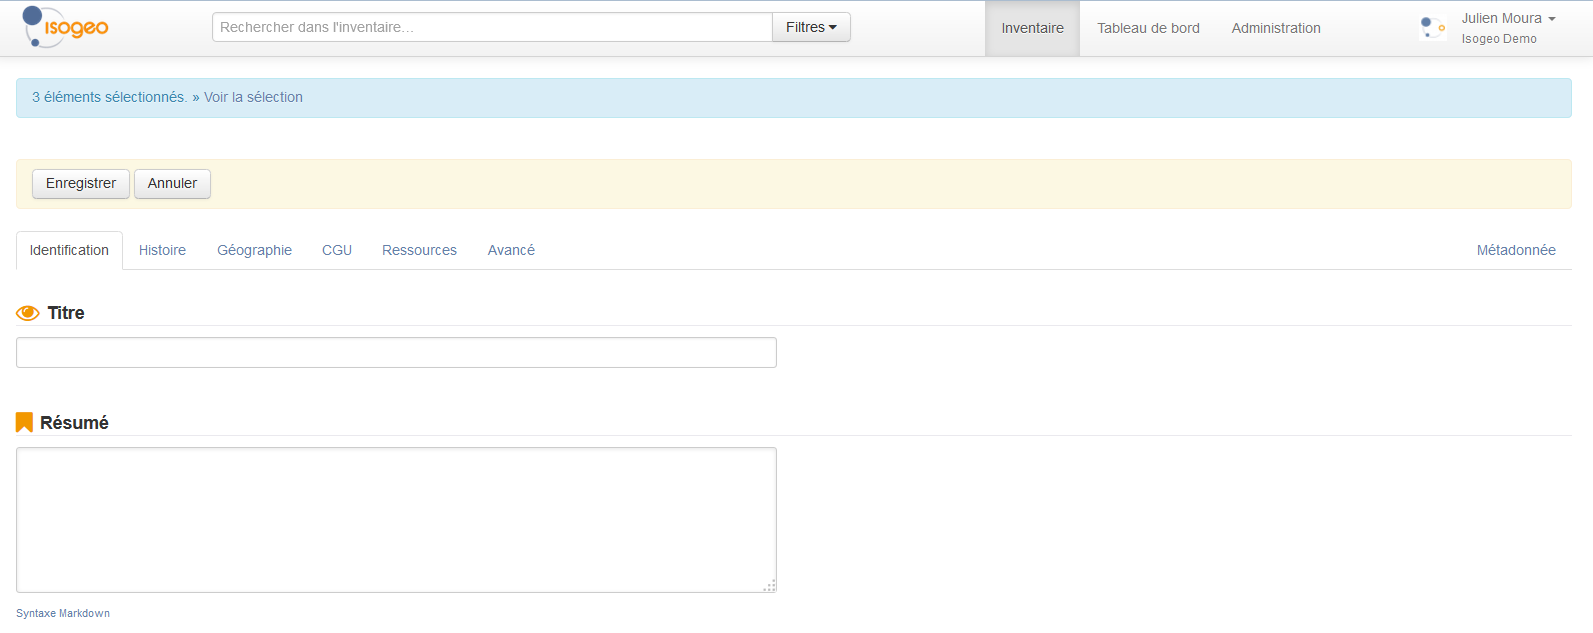 isogeo
Rechercher dans l'inventaire...
Filtres
Inventaire
Tableau de bord
Administration
Julien Moura
Isogeo Demo
3 éléments sélectionnés. » Voir la sélection
Enregistrer
Annuler
Identification
Histoire
Géographie
CGU
Ressources
Avancé
Métadonnée
Titre
Résumé
Syntaxe Markdown